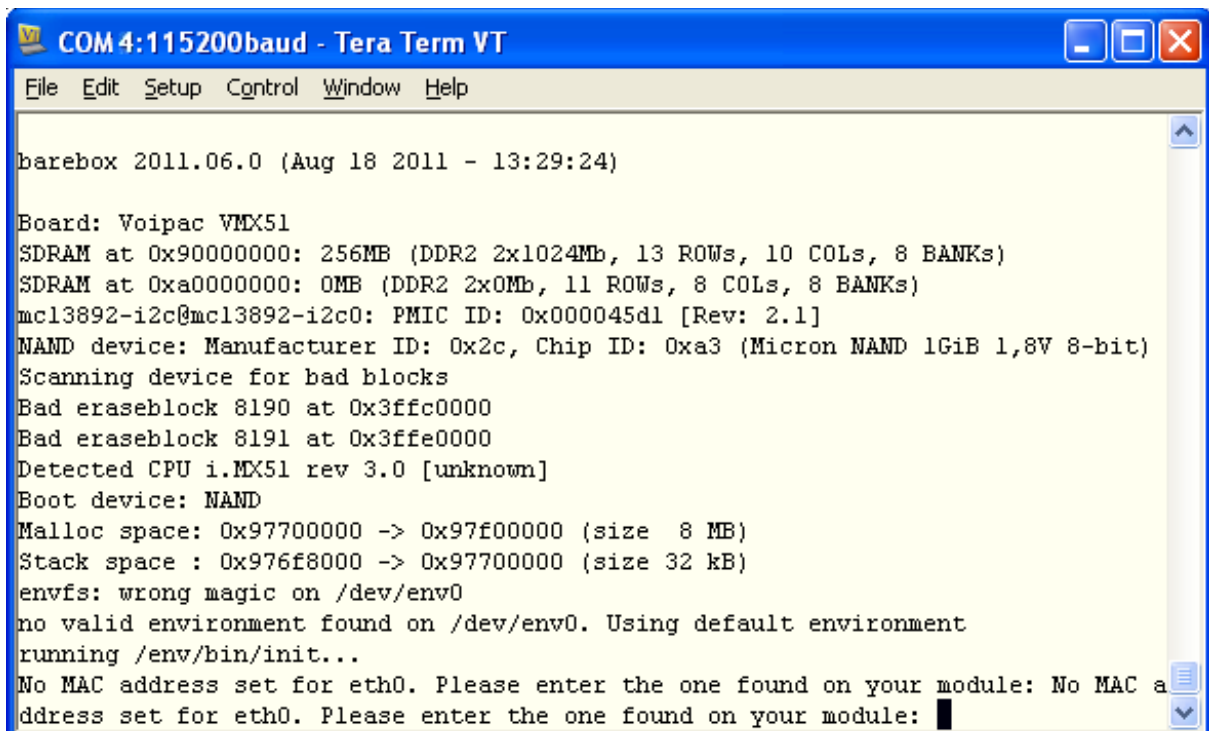 COM4:115200baud - Tera Term VT
File Edit Setup Control Window Help
barebox 2011.06.0 (Aug 18 2011 - 13:29:24)
Board: Voipac VMX51
SDRAM at 0x90000000: 256MB (DDR2 2x1024Mb, 13 ROWs, 10 COLs, 8 BANKs)
SDRAM at 0xa0000000: 0MB (DDR2 2x0Mb, 11 ROWs, 8 COLs, 8 BANKs)
mc13892-i2c@mc13892-i2c0: PMIC ID: 0x000045d1 [Rev: 2.1]
NAND device: Manufacturer ID: 0x2c, Chip ID: 0xa3 (Micron NAND 1GiB 1,8V 8-bit)
Scanning device for bad blocks
Bad eraseblock 8190 at 0x3ffc0000
Bad eraseblock 8191 at 0x3ffe0000
Detected CPU i.MX51 rev 3.0 [unknown]
Boot device: NAND
Malloc space: 0x97700000 -> 0x97f00000 (size  8 MB)
Stack space : 0x976f8000 -> 0x97700000 (size 32 kB)
envfs: wrong magic on /dev/env0
no valid environment found on /dev/env0. Using default environment
running /env/bin/init...
No MAC address set for eth0. Please enter the one found on your module: No MAC a
ddress set for eth0. Please enter the one found on your module: